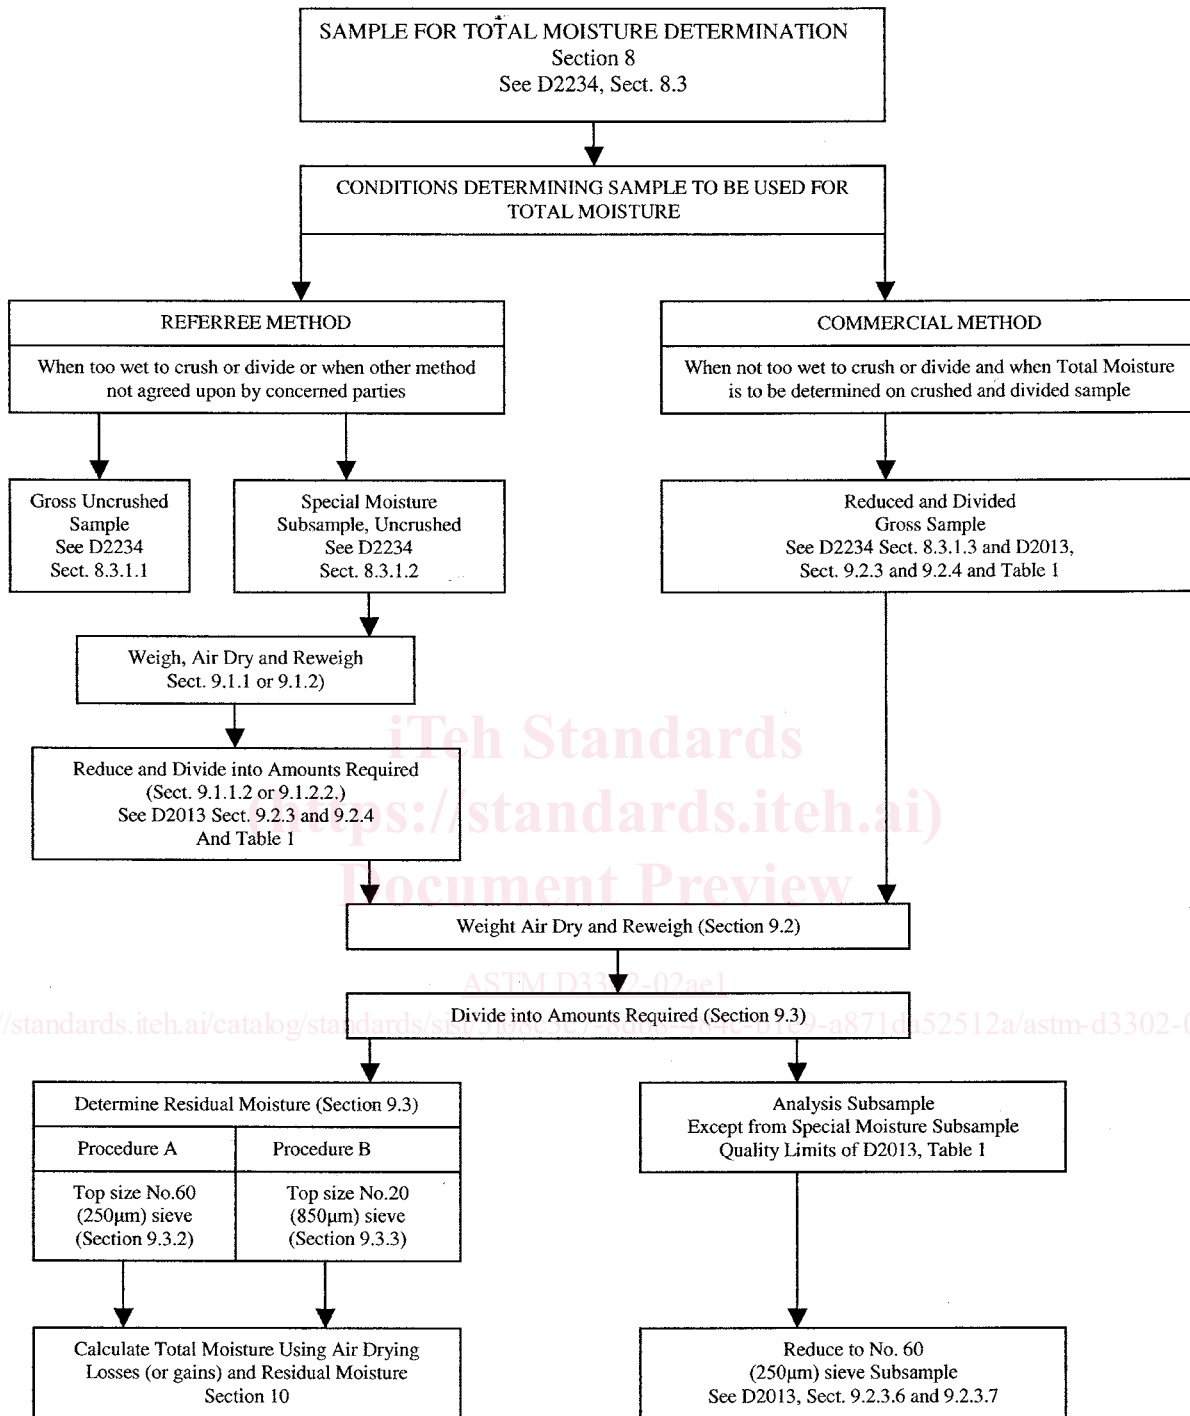 SAMPLE FOR TOTAL MOISTURE DETERMINATION
Section 8
See D2234, Sect. 8.3
CONDITIONS DETERMINING SAMPLE TO BE USED FOR
TOTAL MOISTURE
REFERREE METHOD
When too wet to crush or divide or when other method
not agreed upon by concerned parties
COMMERCIAL METHOD
When not too wet to crush or divide and when Total Moisture
is to be determined on crushed and divided sample
Gross Uncrushed
Sample
See D2234
Sect. 8.3.1.1
Special Moisture
Subsample, Uncrushed
See D2234
Sect. 8.3.1.2
Reduced and Divided
Gross Sample
See D2234 Sect. 8.3.1.3 and D2013,
Sect. 9.2.3 and 9.2.4 and Table 1
Weigh, Air Dry and Reweigh
Sect. 9.1.1 or 9.1.2)
iTeh Standards
(https://standards.iteh.ai)
Document Preview
Reduce and Divide into Amounts Required
(Sect. 9.1.1.2 or 9.1.2.2.)
See D2013 Sect. 9.2.3 and 9.2.4
And Table 1
Weight Air Dry and Reweigh (Section 9.2)
ASTM D3302-02ae1
Divide into Amounts Required (Section 9.3)
Determine Residual Moisture (Section 9.3)
Procedure A
Procedure B
Top size No.60
(250µm) sieve
(Section 9.3.2)
Top size No.20
(850µm) sieve
(Section 9.3.3)
Analysis Subsample
Except from Special Moisture Subsample
Quality Limits of D2013, Table 1
Calculate Total Moisture Using Air Drying
Losses (or gains) and Residual Moisture
Section 10
Reduce to No. 60
(250µm) sieve Subsample
See D2013, Sect. 9.2.3.6 and 9.2.3.7